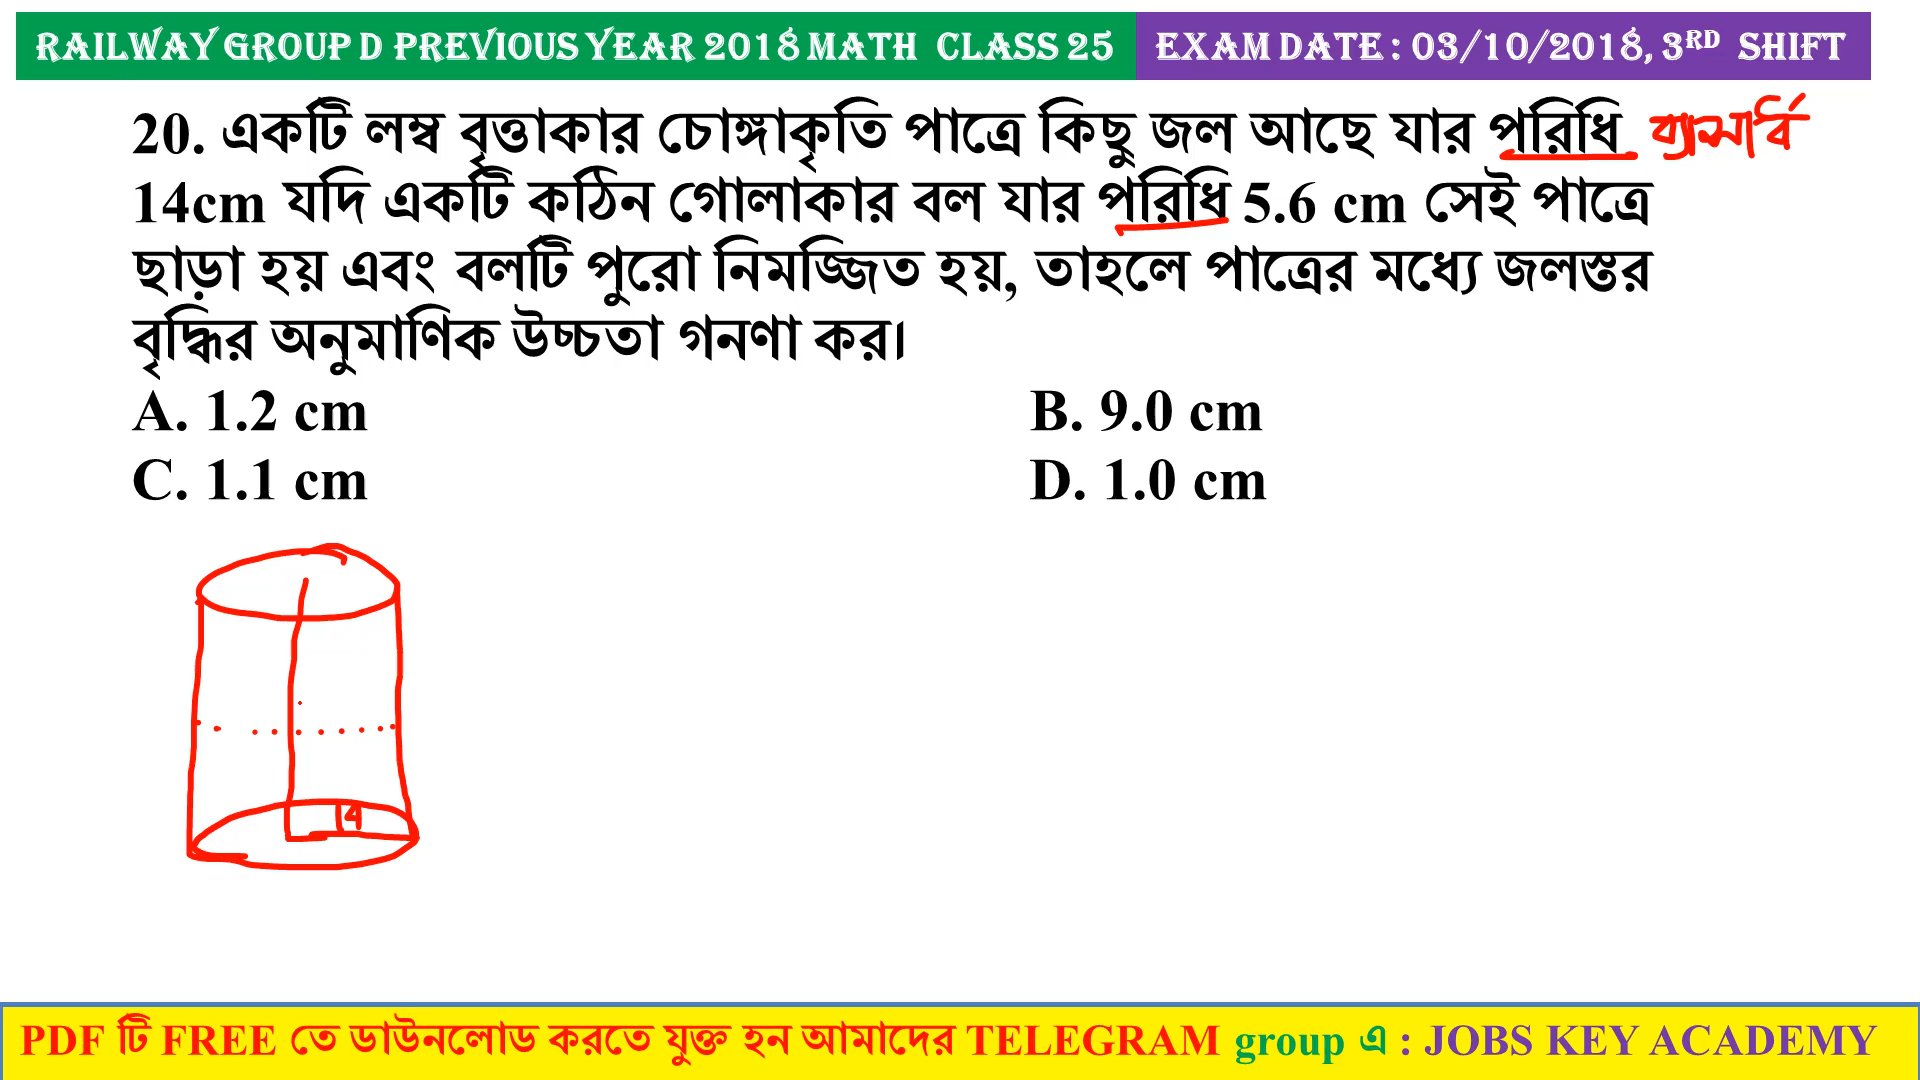 RAILWAY GROUP D PREVIOUS YEAR 2018 MATH CLASS 25 EXAM DATE : 03/10/2018, 3RD SHIFT
20. একটি লম্ব বৃত্তাকার চোঙ্গাকৃতি পাত্রে কিছু জল আছে যার পরিধি ব্যাসার্ধ
14cm যদি একটি কঠিন গোলাকার বল যার পরিধি 5.6 cm সেই পাত্রে
ছাড়া হয় এবং বলটি পুরো নিমজ্জিত হয়, তাহলে পাত্রের মধ্যে জলস্তর
বৃদ্ধির অনুমাণিক উচ্চতা গনণা কর।
A. 1.2 cm B. 9.0 cm
C. 1.1 cm D. 1.0 cm
PDF টি FREE তে ডাউনলোড করতে যুক্ত হন আমাদের TELEGRAM group এ : JOBS KEY ACADEMY